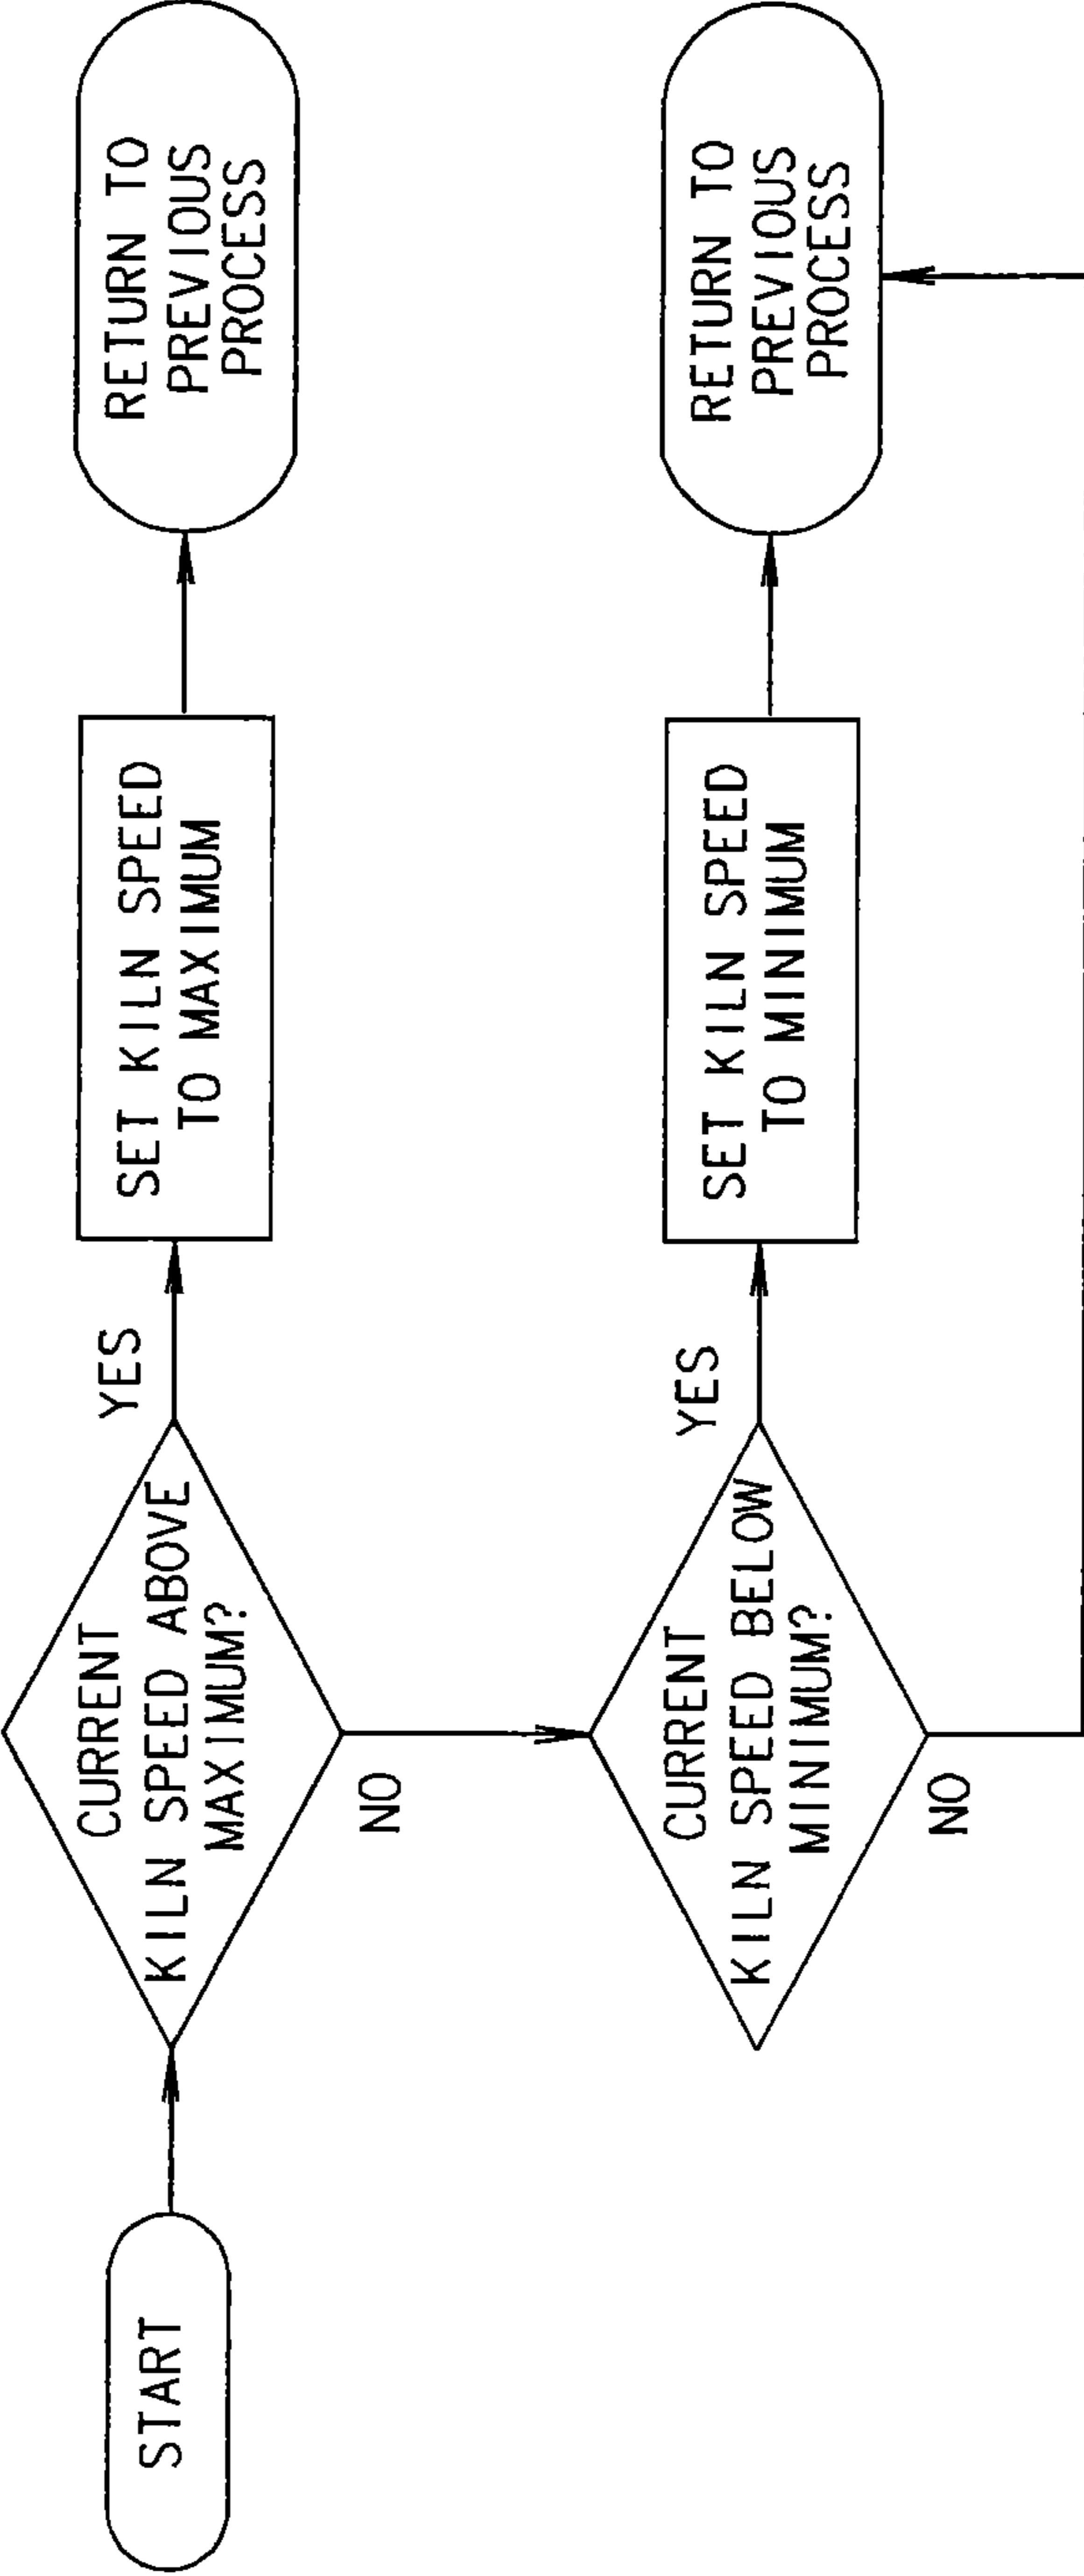 START
CURRENT
KILN SPEED ABOVE
MAXIMUM?
YES
SET KILN SPEED
TO MAXIMUM
RETURN TO
PREVIOUS
PROCESS
NO
CURRENT
KILN SPEED BELOW
MINIMUM?
YES
SET KILN SPEED
TO MINIMUM
RETURN TO
PREVIOUS
PROCESS
NO